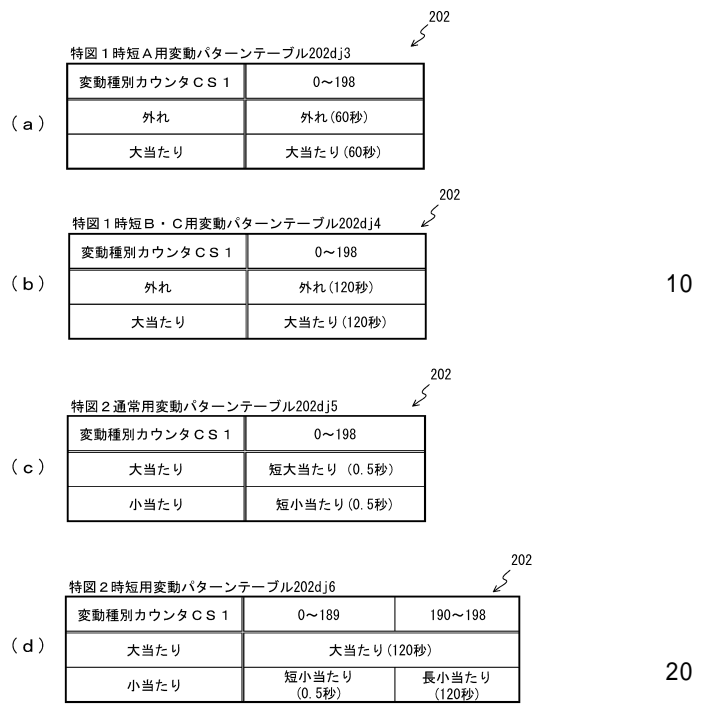 202
特図1時短A用変動パターンテーブル202dj3
変動種別カウンタCS1 0～198
(a)
外れ 外れ(60秒)
大当たり 大当たり(60秒)
202
特図1時短B・C用変動パターンテーブル202dj4
変動種別カウンタCS1 0～198
(b)
外れ 外れ(120秒)
10
大当たり 大当たり(120秒)
202
特図2通常用変動パターンテーブル202dj5
変動種別カウンタCS1 0～198
(c)
大当たり 短大当たり(0.5秒)
小当たり 短小当たり(0.5秒)
202
特図2時短用変動パターンテーブル202dj6
変動種別カウンタCS1 0～189 190～198
(d)
大当たり 大当たり(120秒)
小当たり 短小当たり 長小当たり
(0.5秒) (120秒)
20